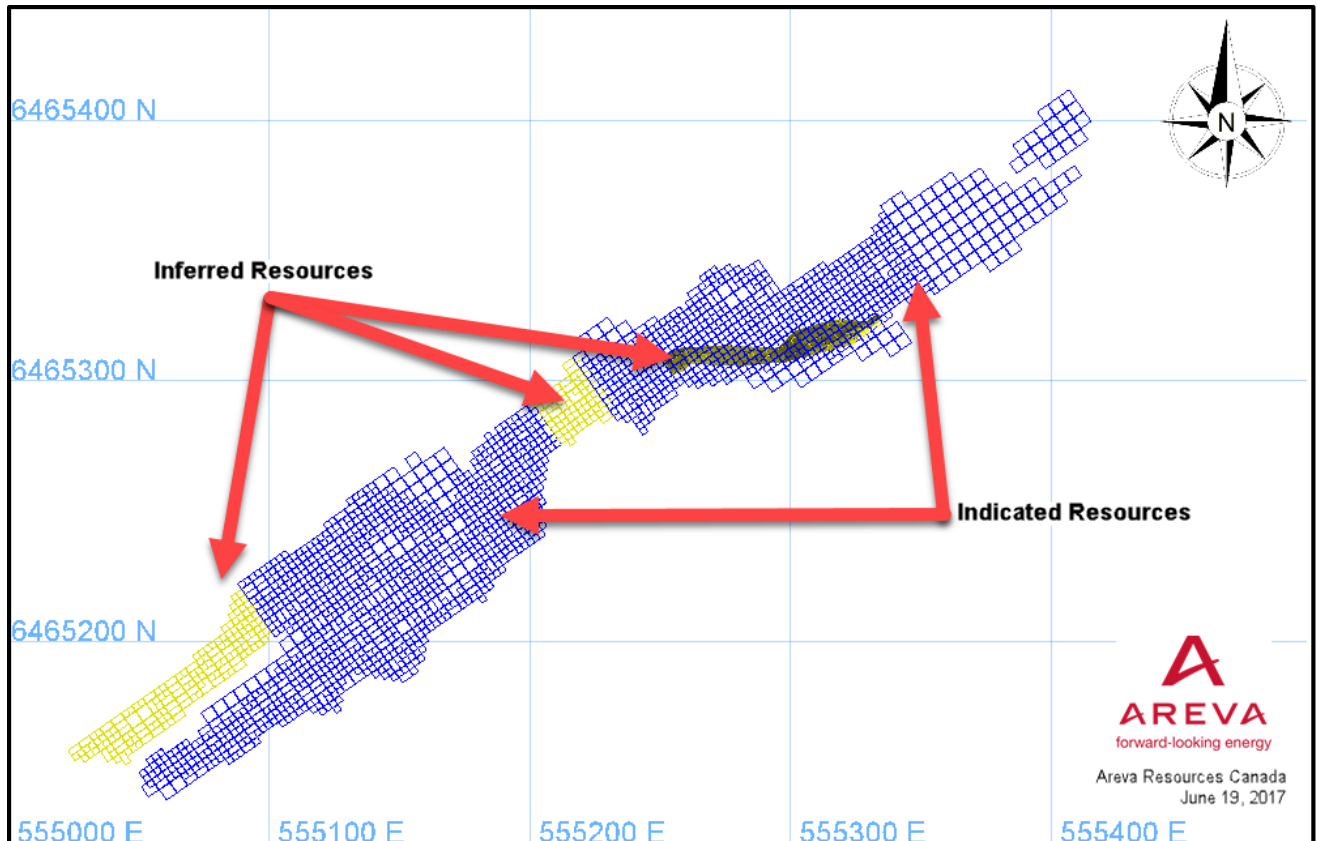 6465400 N
N
Inferred Resources
6465300 N
Indicated Resources
6465200 N
AREVA
forward-looking energy
Areva Resources Canada
June 19, 2017
555000 E 555100 E 555200 E 555300 E 555400 E